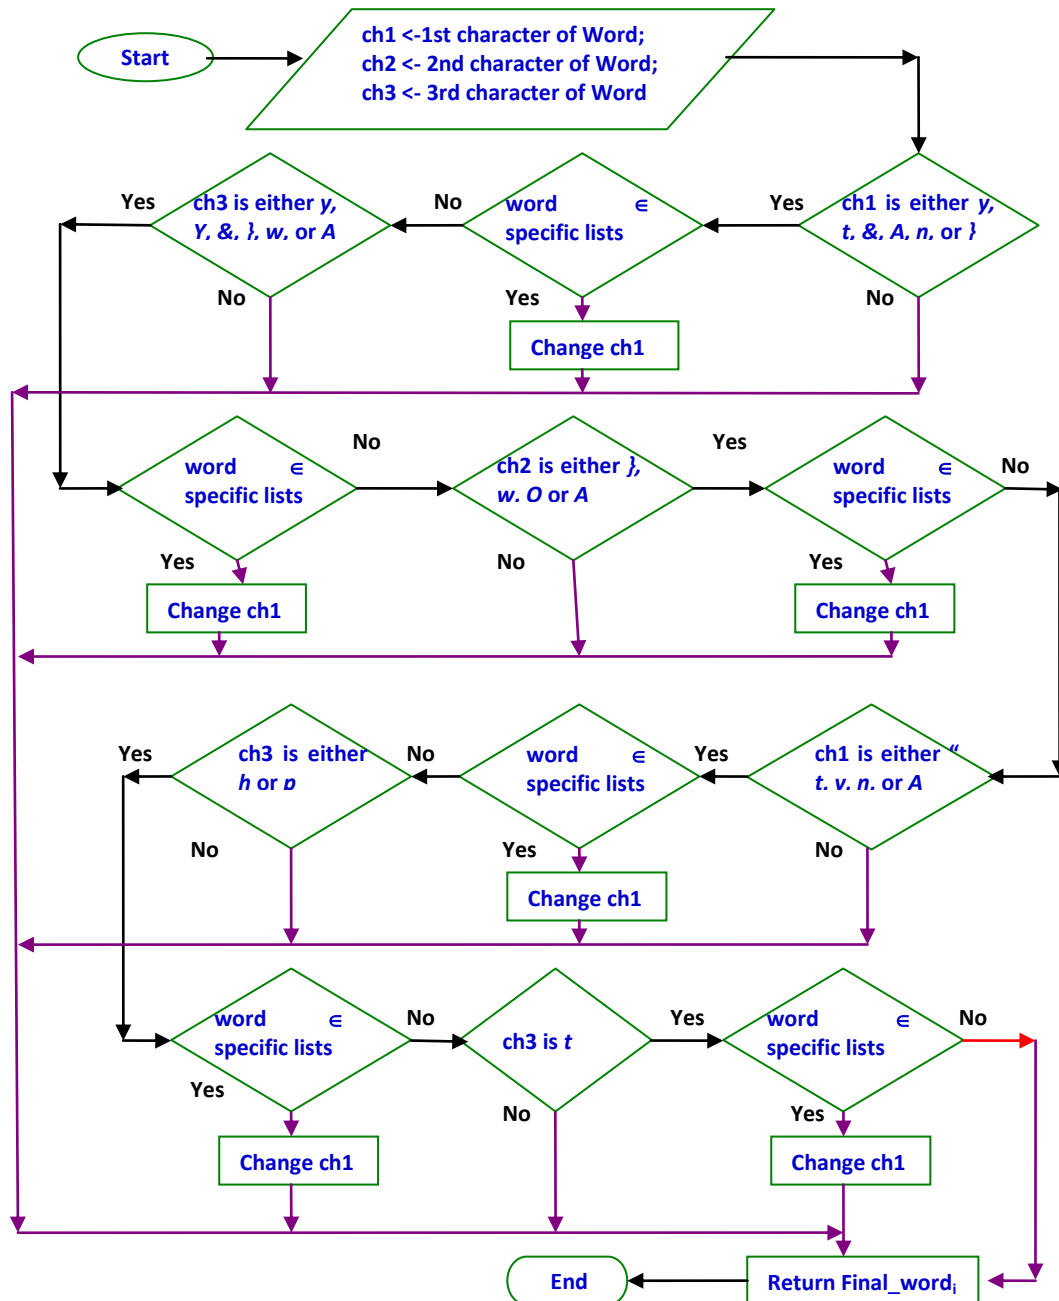 Start
ch1 <-1st character of Word;
ch2 <- 2nd character of Word;
ch3 <- 3rd character of Word
Yes
ch3 is either y,
Y, &, }, w, or A
No
No
word ∈
specific lists
Yes
Yes
ch1 is either y,
t, &, A, n, or }
No
Change ch1
word ∈
specific lists
No
Yes
ch2 is either },
w, O or A
No
Yes
word ∈
specific lists
No
Yes
Change ch1
Change ch1
Yes
ch3 is either
h or p
No
No
word ∈
specific lists
Yes
Yes
ch1 is either “
t, y, n, or A
No
Change ch1
word ∈
specific lists
No
Yes
ch3 is t
No
Yes
word ∈
specific lists
No
Yes
Change ch1
Change ch1
End
Return Final_wordᵢ